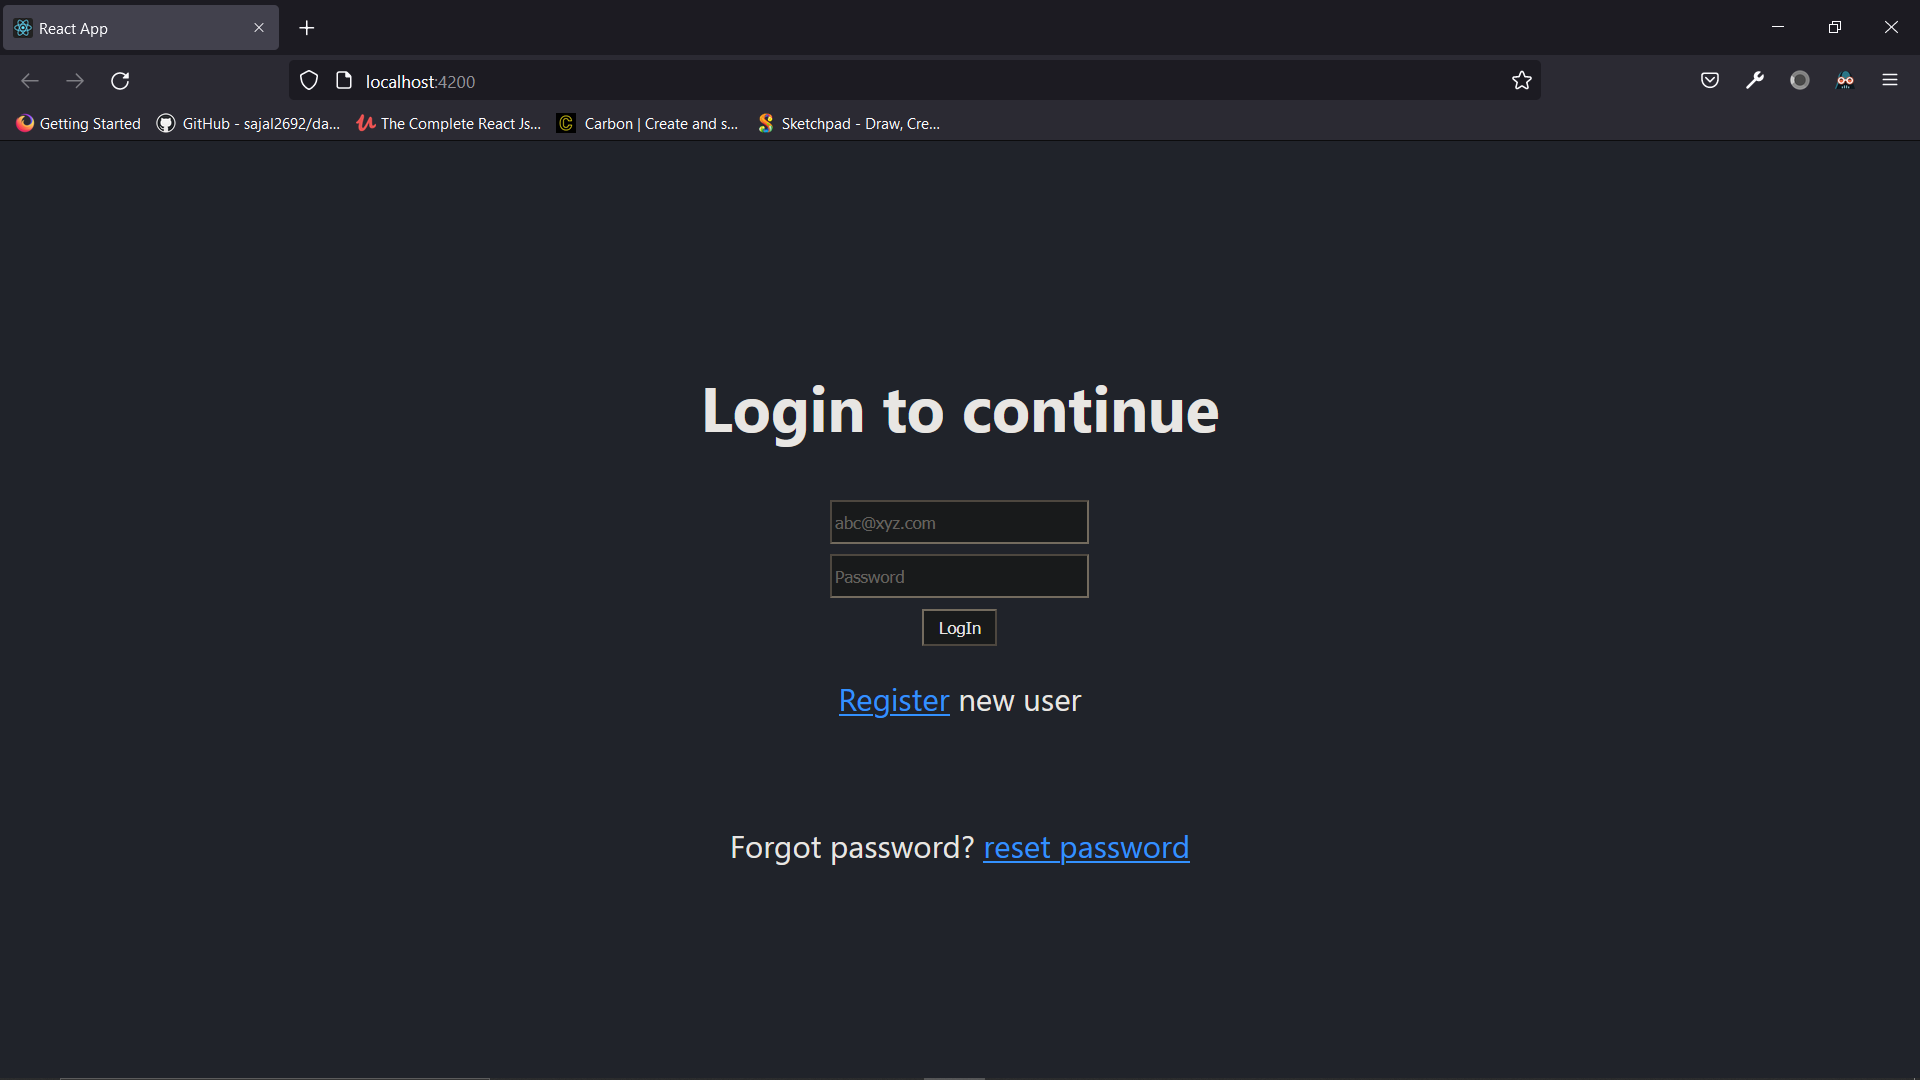 React App
localhost:4200
Getting Started GitHub - sajal2692/da... The Complete React Js... Carbon | Create and s... Sketchpad - Draw, Cre...
Login to continue
abc@xyz.com
Password
LogIn
Register new user
Forgot password? reset password